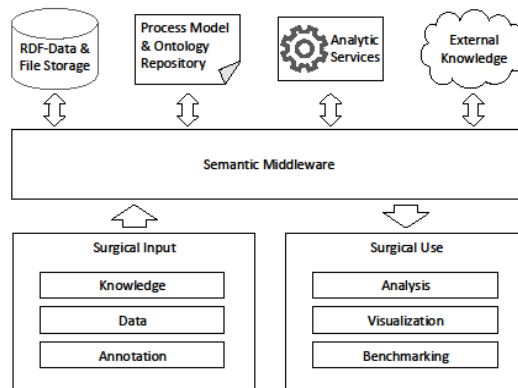 RDF-Data &
File Storage
Process Model
& Ontology
Repository
Analytic
Services
External
Knowledge
Semantic Middleware
Surgical Input
Knowledge
Data
Annotation
Surgical Use
Analysis
Visualization
Benchmarking